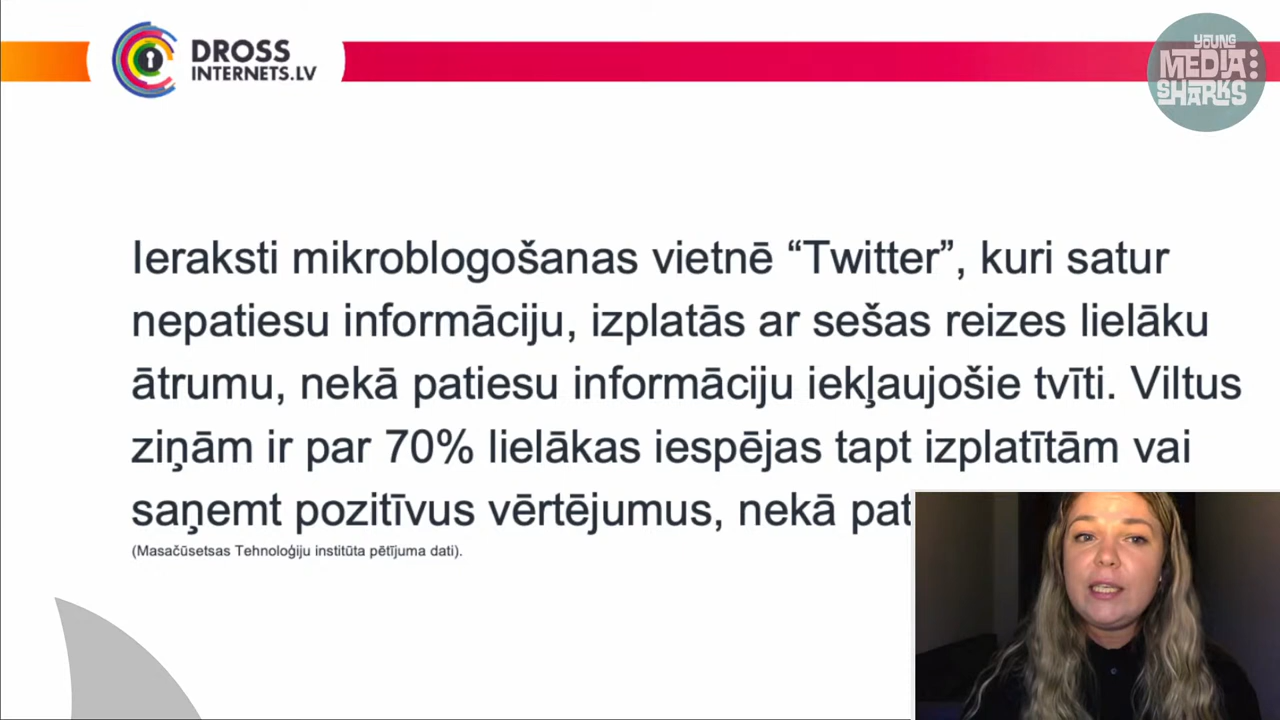 DROSS
INTERNETS.LV
YOUNG
MEDIA:
SHARKS
Ieraksti mikroblogošanas vietnē “Twitter”, kuri satur
nepatiesu informāciju, izplatās ar sešas reizes lielāku
ātrumu, nekā patiesu informāciju iekļaujošie tvīti. Viltus
ziņām ir par 70% lielākas iespējas tapt izplatītām vai
saņemt pozitīvus vērtējumus, nekā
(Masačūsetsas Tehnoloģiju institūta pētījuma dati).